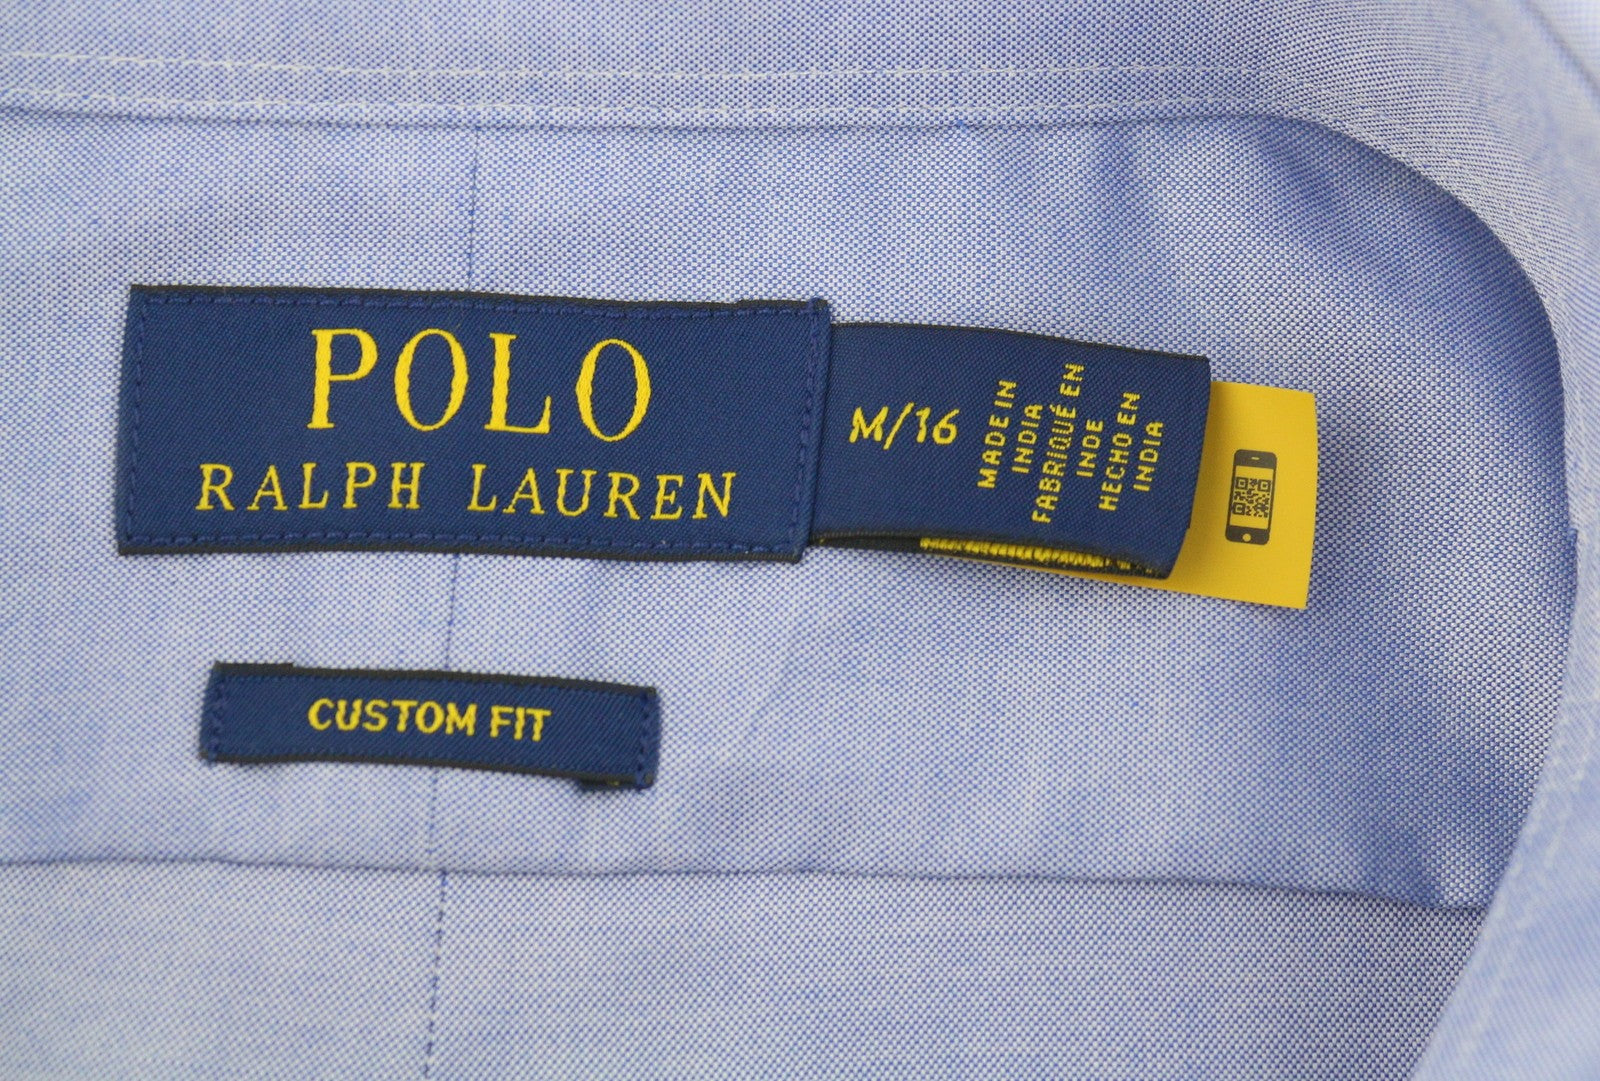 POLO
RALPH LAUREN
M/16
MADE IN
INDIA
FABRIQUÉ EN
INDE
HECHO EN
INDIA
CUSTOM FIT